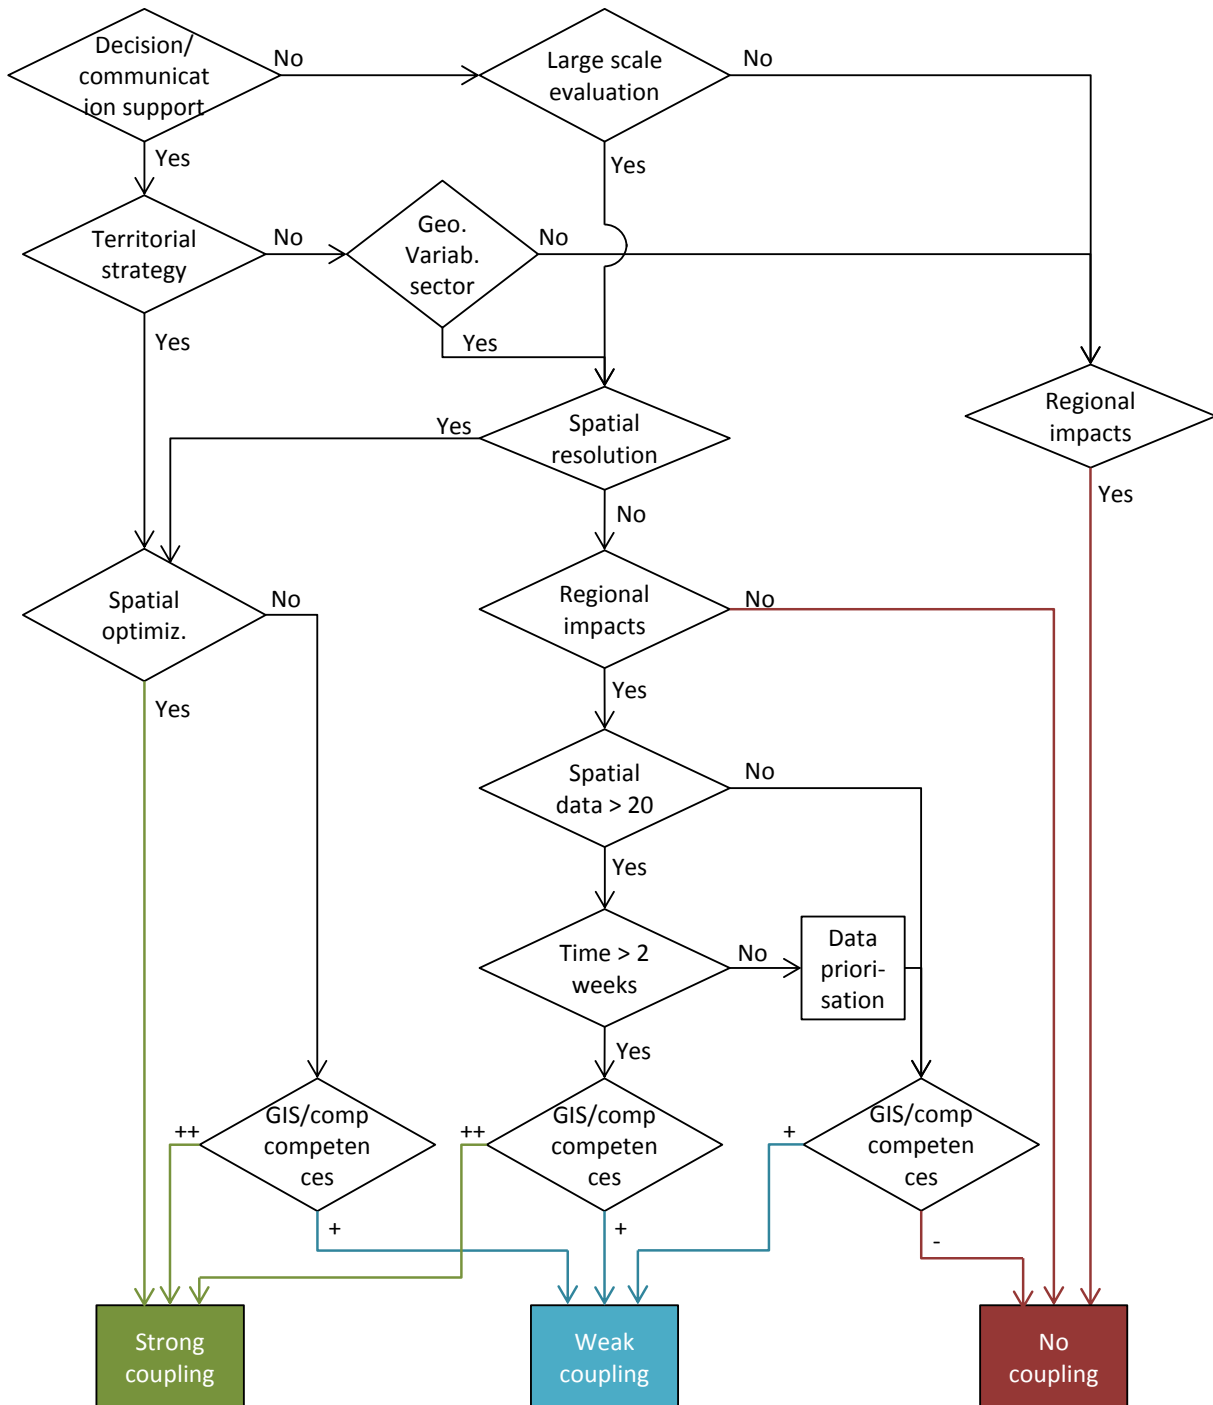 Decision/
communicat
ion support
No
Large scale
evaluation
No
Yes
Yes
Territorial
strategy
No
Geo.
Variab.
sector
No
Yes
Yes
Regional
impacts
Yes
Spatial
resolution
Yes
No
Spatial
optimiz.
No
Regional
impacts
No
Yes
Yes
Spatial
data > 20
No
Yes
Time > 2
weeks
No
Data
priori-
sation
Yes
GIS/comp
competen
ces
++
+
GIS/comp
competen
ces
++
+
GIS/comp
competen
ces
+
-
Strong
coupling
Weak
coupling
No
coupling